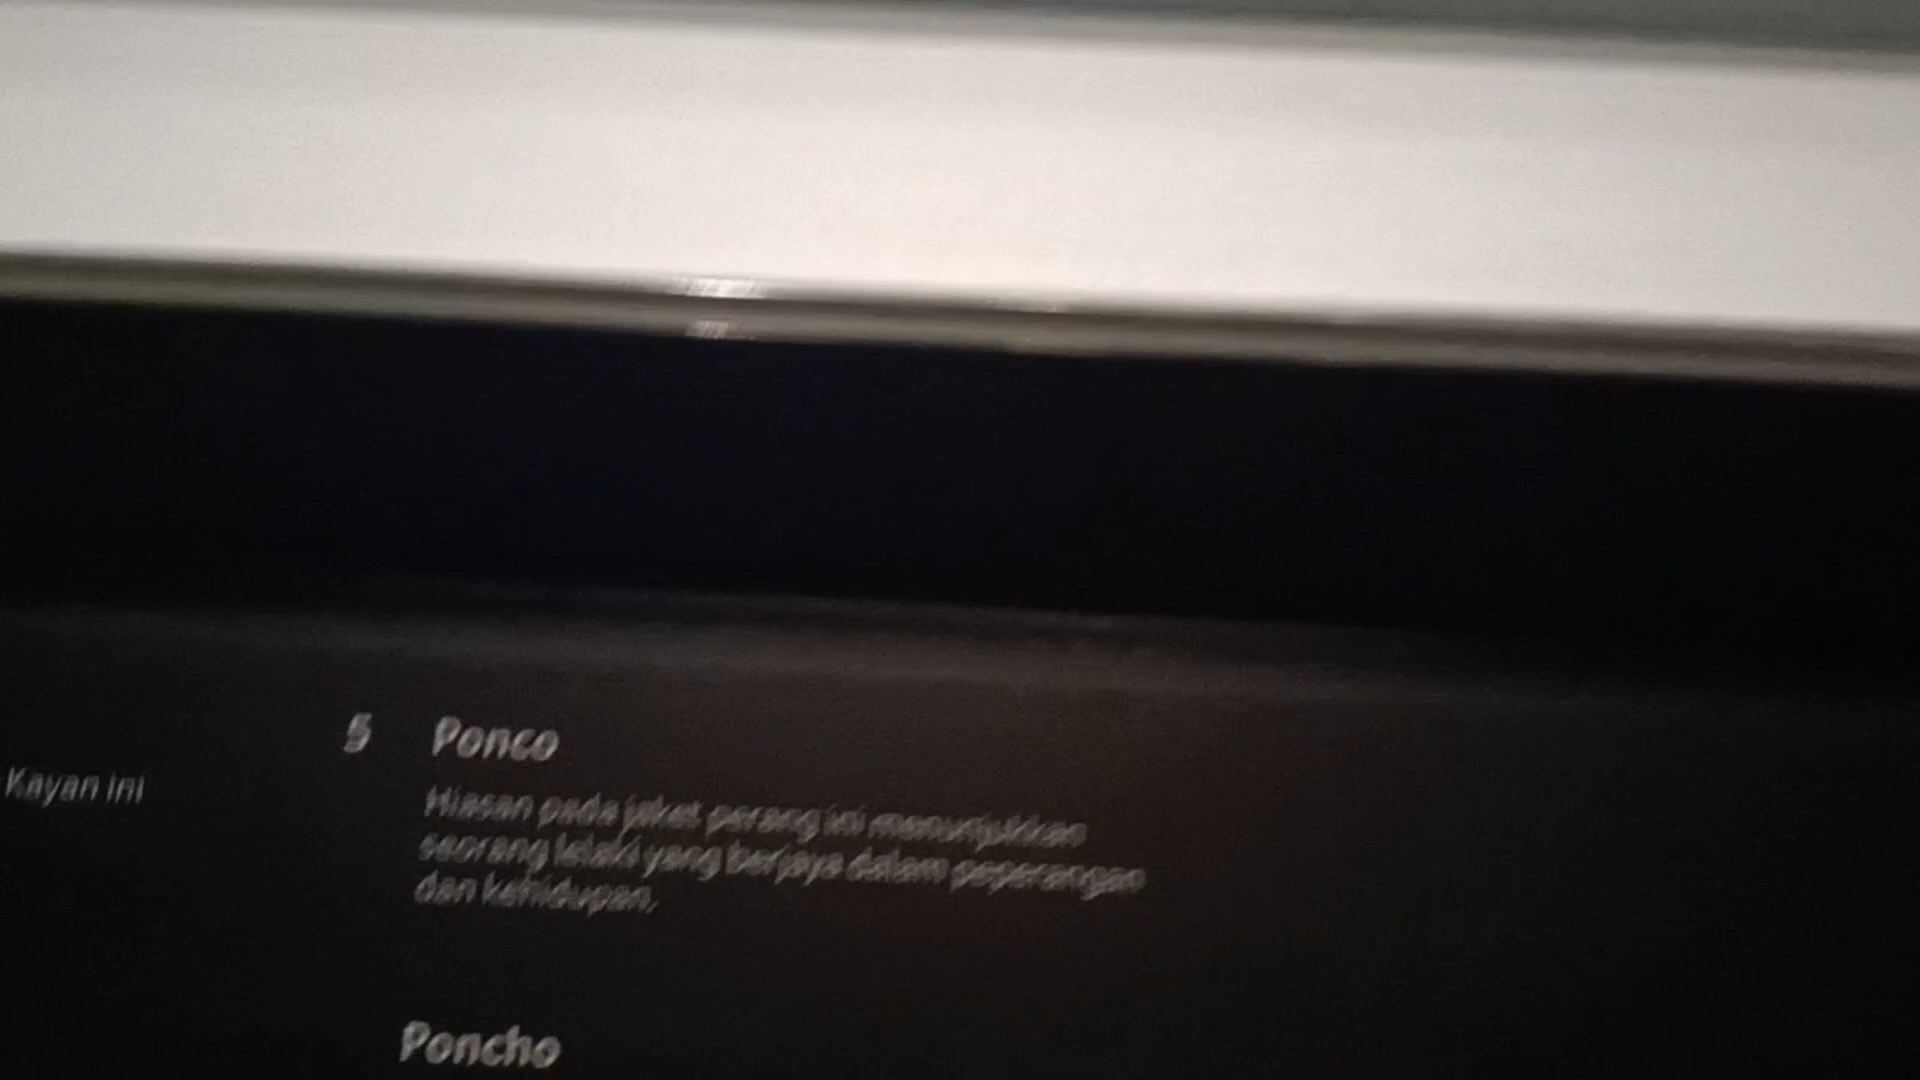 Kayan ini
5 Ponco
Hiasan pada jaket perang ini menunjukkan
seorang lelaki yang berjaya dalam peperangan
dan kehidupan.
Poncho